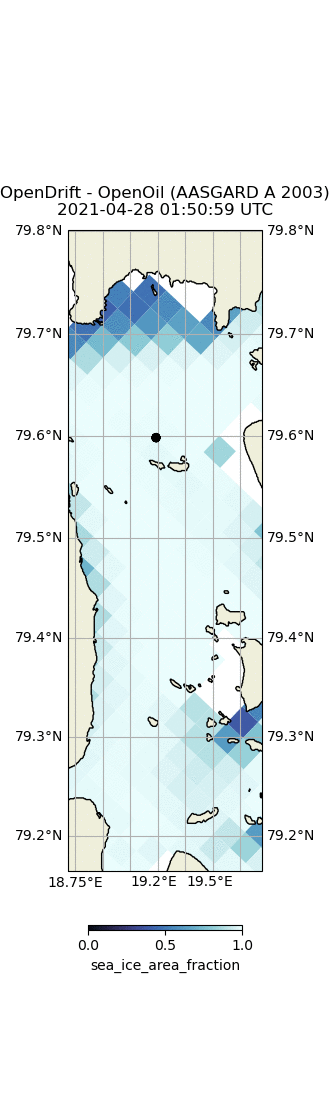 OpenDrift - OpenOil (AASGARD A 2003)
2021-04-28 01:50:59 UTC
79.8°N 79.8°N
79.7°N 79.7°N
79.6°N 79.6°N
79.5°N 79.5°N
79.4°N 79.4°N
79.3°N 79.3°N
79.2°N 79.2°N
18.75°E 19.2°E 19.5°E
0.0 0.5 1.0
sea_ice_area_fraction